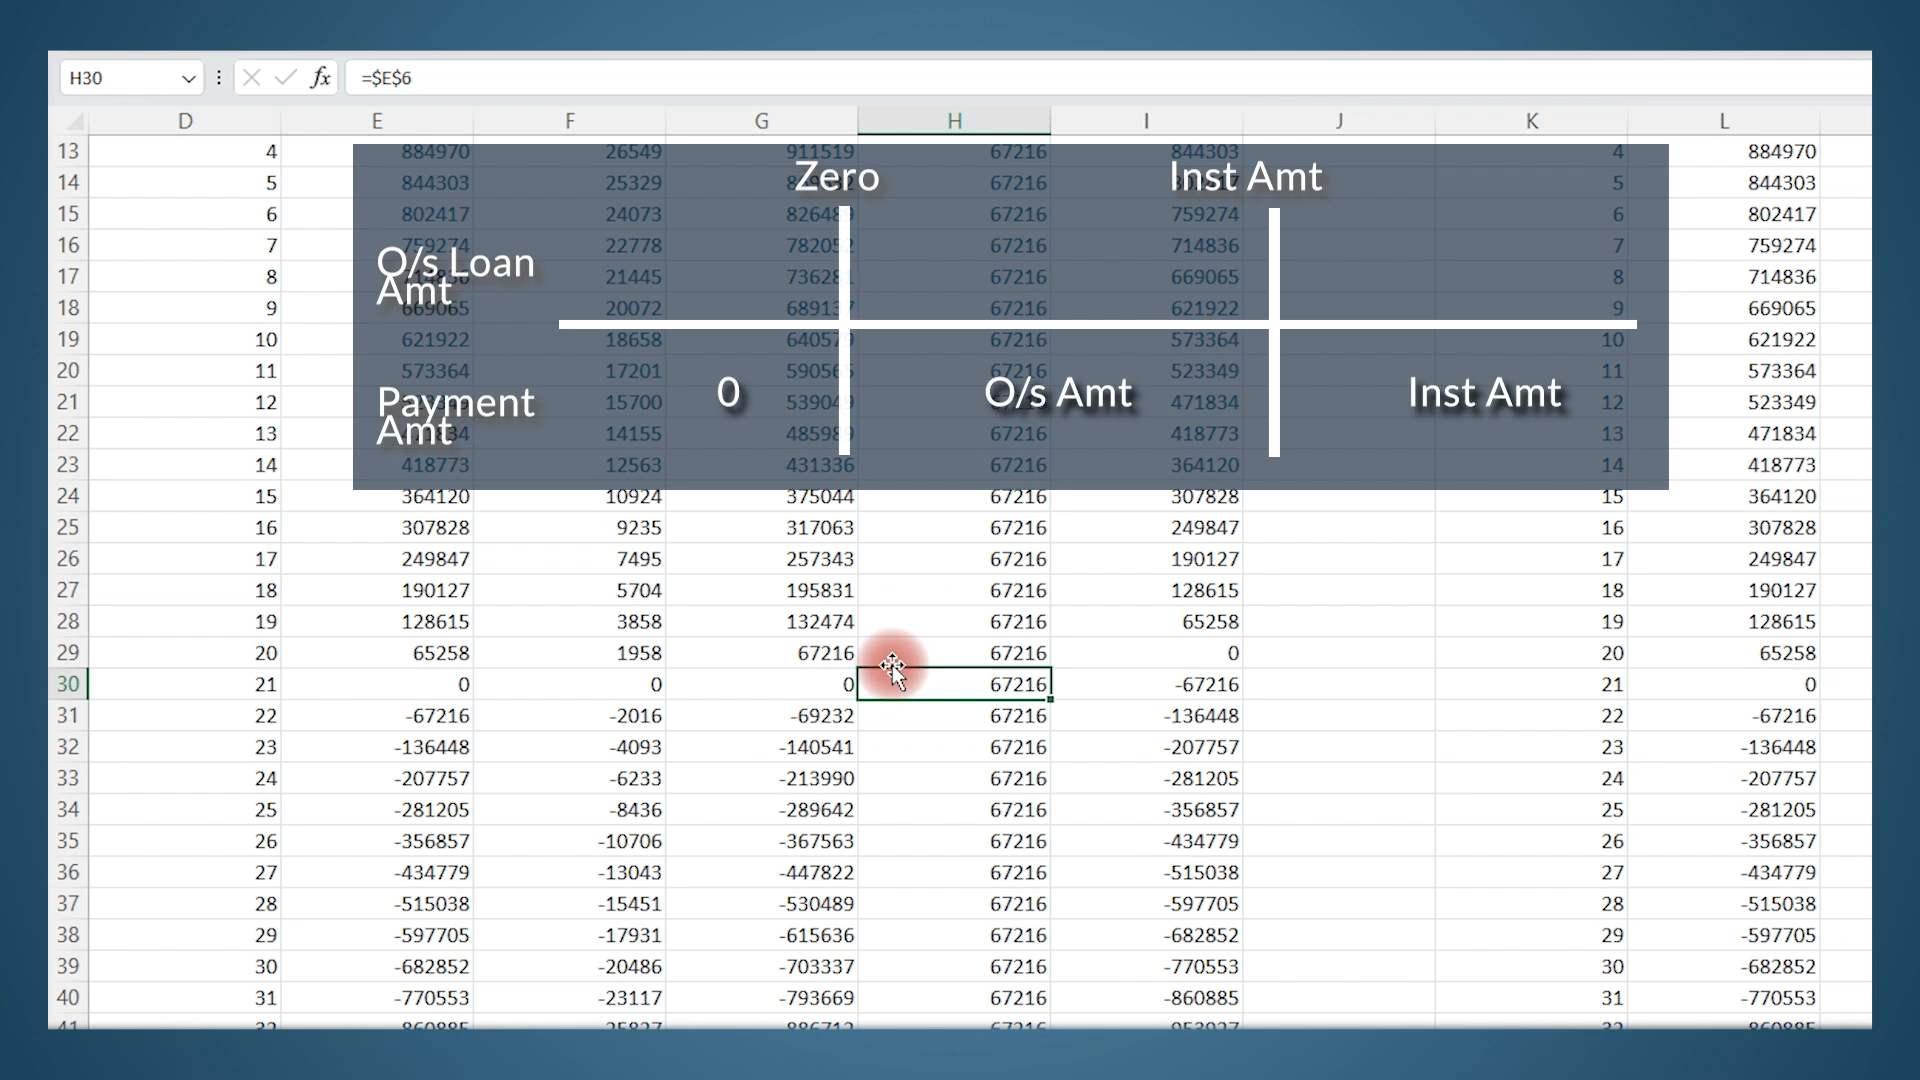 H30 fx =$E$6
D E F G H I J K L
13 4 884970 26549 911519 67216 844303 4 884970
14 5 844303 25329 67216 5 844303
15 6 802417 24073 826489 67216 759274 6 802417
16 7 759274 22778 782052 67216 714836 7 759274
17 8 21445 736281 67216 669065 8 714836
18 9 669065 20072 689137 67216 621922 9 669065
19 10 621922 18658 640579 67216 573364 10 621922
20 11 573364 17201 590565 67216 523349 11 573364
21 12 15700 539049 471834 12 523349
22 13 14155 485989 67216 418773 13 471834
23 14 418773 12563 431336 67216 364120 14 418773
24 15 364120 10924 375044 67216 307828 15 364120
25 16 307828 9235 317063 67216 249847 16 307828
26 17 249847 7495 257343 67216 190127 17 249847
27 18 190127 5704 195831 67216 128615 18 190127
28 19 128615 3858 132474 67216 65258 19 128615
29 20 65258 1958 67216 67216 0 20 65258
30 21 0 0 0 67216 -67216 21 0
31 22 -67216 -2016 -69232 67216 -136448 22 -67216
32 23 -136448 -4093 -140541 67216 -207757 23 -136448
33 24 -207757 -6233 -213990 67216 -281205 24 -207757
34 25 -281205 -8436 -289642 67216 -356857 25 -281205
35 26 -356857 -10706 -367563 67216 -434779 26 -356857
36 27 -434779 -13043 -447822 67216 -515038 27 -434779
37 28 -515038 -15451 -530489 67216 -597705 28 -515038
38 29 -597705 -17931 -615636 67216 -682852 29 -597705
39 30 -682852 -20486 -703337 67216 -770553 30 -682852
40 31 -770553 -23117 -793669 67216 -860885 31 -770553
Zero Inst Amt
O/s Loan
Amt
Payment
Amt
0 O/s Amt Inst Amt